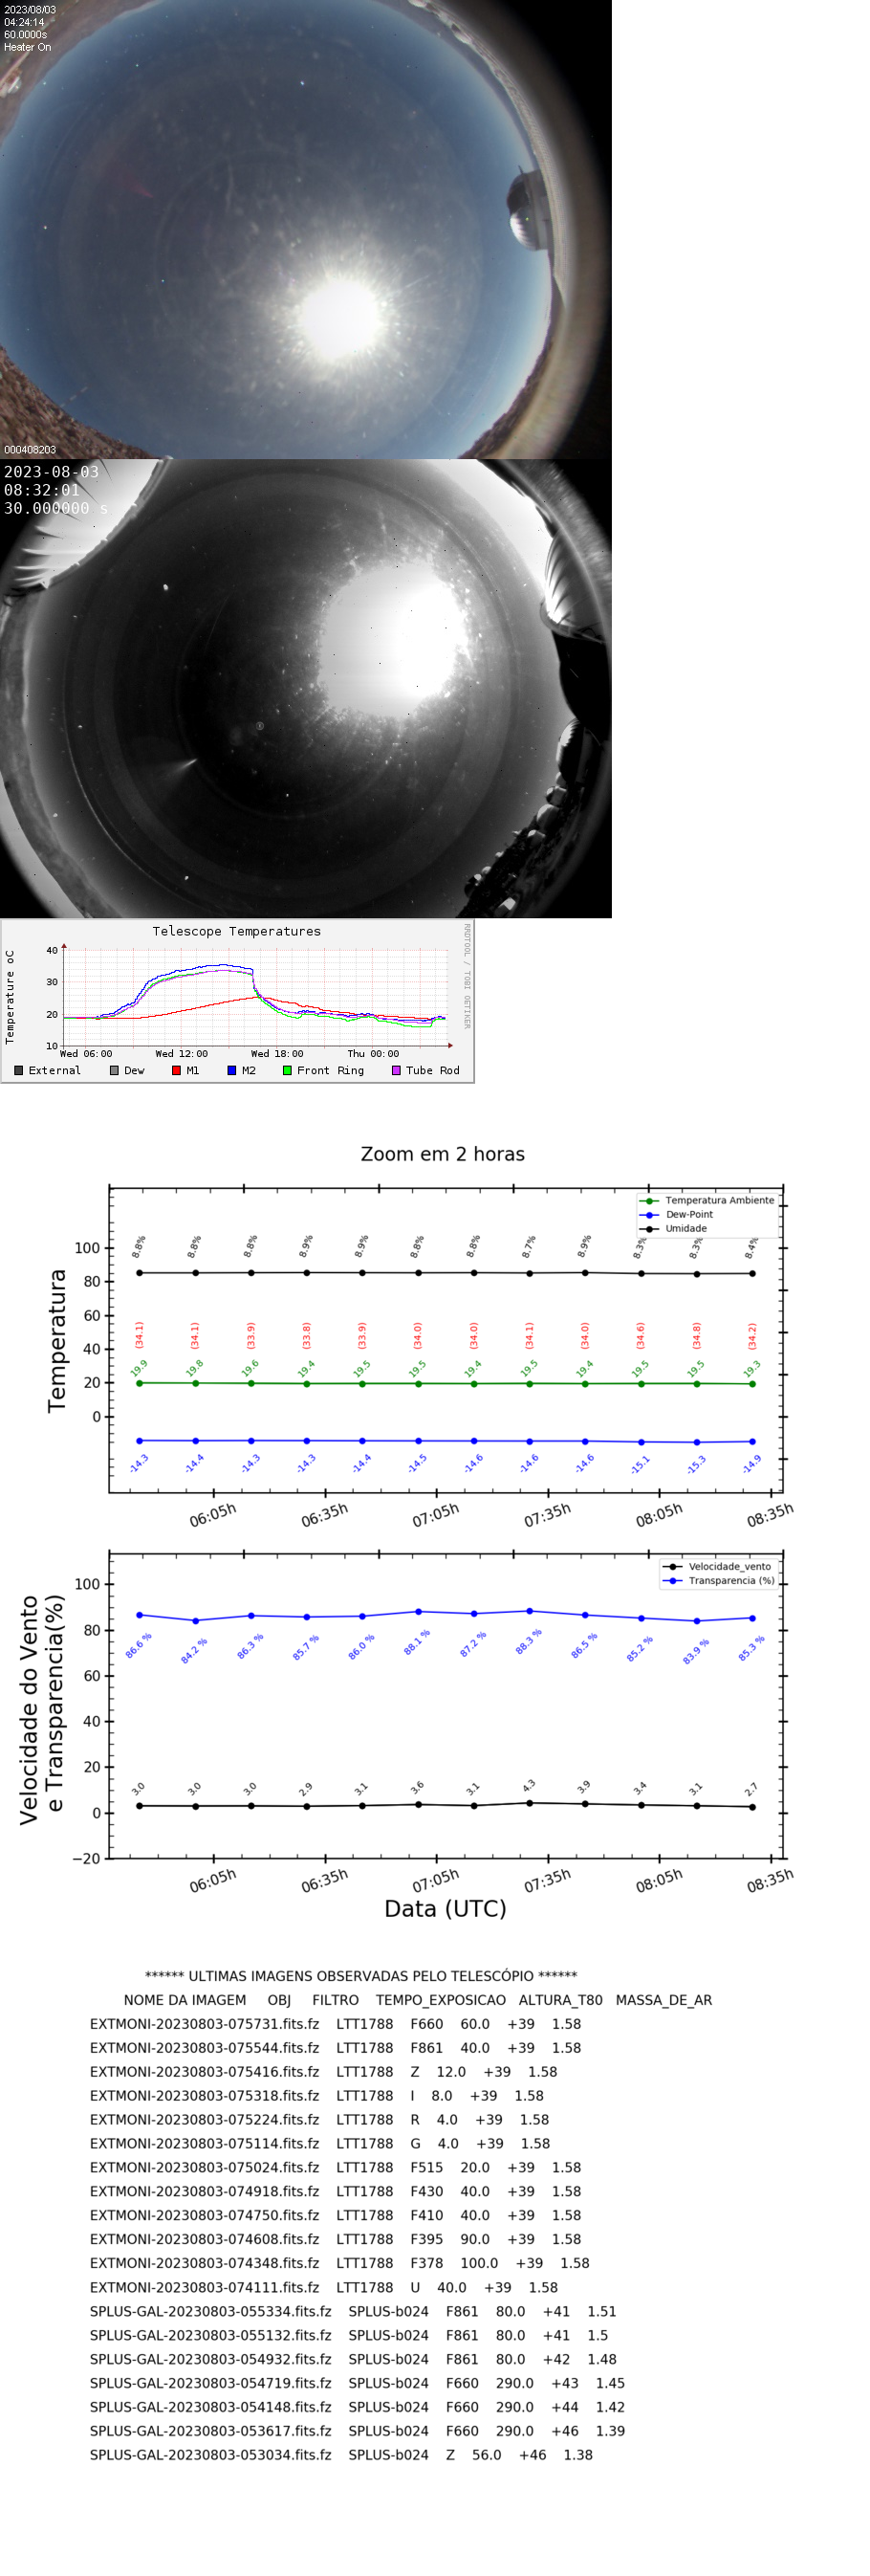 2023/08/03
04:24:14
60.0000s
Heater On
000408203
2023-08-03
08:32:01
30.000000 s
Telescope Temperatures
RRDTOOL / TOBI OETIKER
Temperature oC
40
30
20
10
Wed 06:00 Wed 12:00 Wed 18:00 Thu 00:00
External Dew M1 M2 Front Ring Tube Rod
Zoom em 2 horas
Temperatura Ambiente
Dew-Point
Umidade
8.8% 8.8% 8.8% 8.9% 8.9% 8.8% 8.8% 8.7% 8.9% 8.3% 8.3% 8.4%
Temperatura
100
80
60
40
20
0
(34.1) (34.1) (33.9) (33.8) (33.9) (34.0) (34.0) (34.1) (34.0) (34.6) (34.8) (34.2)
19.9 19.8 19.6 19.4 19.5 19.5 19.4 19.5 19.4 19.5 19.5 19.3
-14.3 -14.4 -14.3 -14.3 -14.4 -14.5 -14.6 -14.6 -14.6 -15.1 -15.3 -14.9
06:05h 06:35h 07:05h 07:35h 08:05h 08:35h
Velocidade_vento
Transparencia (%)
Velocidade do Vento
e Transparencia(%)
100
80
60
40
20
0
−20
86.6 % 84.2 % 86.3 % 85.7 % 86.0 % 88.1 % 87.2 % 88.3 % 86.5 % 85.2 % 83.9 % 85.3 %
3.0 3.0 3.0 2.9 3.1 3.6 3.1 4.3 3.9 3.4 3.1 2.7
06:05h 06:35h 07:05h 07:35h 08:05h 08:35h
Data (UTC)
****** ULTIMAS IMAGENS OBSERVADAS PELO TELESCÓPIO ******
NOME DA IMAGEM OBJ FILTRO TEMPO_EXPOSICAO ALTURA_T80 MASSA_DE_AR
EXTMONI-20230803-075731.fits.fz LTT1788 F660 60.0 +39 1.58
EXTMONI-20230803-075544.fits.fz LTT1788 F861 40.0 +39 1.58
EXTMONI-20230803-075416.fits.fz LTT1788 Z 12.0 +39 1.58
EXTMONI-20230803-075318.fits.fz LTT1788 I 8.0 +39 1.58
EXTMONI-20230803-075224.fits.fz LTT1788 R 4.0 +39 1.58
EXTMONI-20230803-075114.fits.fz LTT1788 G 4.0 +39 1.58
EXTMONI-20230803-075024.fits.fz LTT1788 F515 20.0 +39 1.58
EXTMONI-20230803-074918.fits.fz LTT1788 F430 40.0 +39 1.58
EXTMONI-20230803-074750.fits.fz LTT1788 F410 40.0 +39 1.58
EXTMONI-20230803-074608.fits.fz LTT1788 F395 90.0 +39 1.58
EXTMONI-20230803-074348.fits.fz LTT1788 F378 100.0 +39 1.58
EXTMONI-20230803-074111.fits.fz LTT1788 U 40.0 +39 1.58
SPLUS-GAL-20230803-055334.fits.fz SPLUS-b024 F861 80.0 +41 1.51
SPLUS-GAL-20230803-055132.fits.fz SPLUS-b024 F861 80.0 +41 1.5
SPLUS-GAL-20230803-054932.fits.fz SPLUS-b024 F861 80.0 +42 1.48
SPLUS-GAL-20230803-054719.fits.fz SPLUS-b024 F660 290.0 +43 1.45
SPLUS-GAL-20230803-054148.fits.fz SPLUS-b024 F660 290.0 +44 1.42
SPLUS-GAL-20230803-053617.fits.fz SPLUS-b024 F660 290.0 +46 1.39
SPLUS-GAL-20230803-053034.fits.fz SPLUS-b024 Z 56.0 +46 1.38